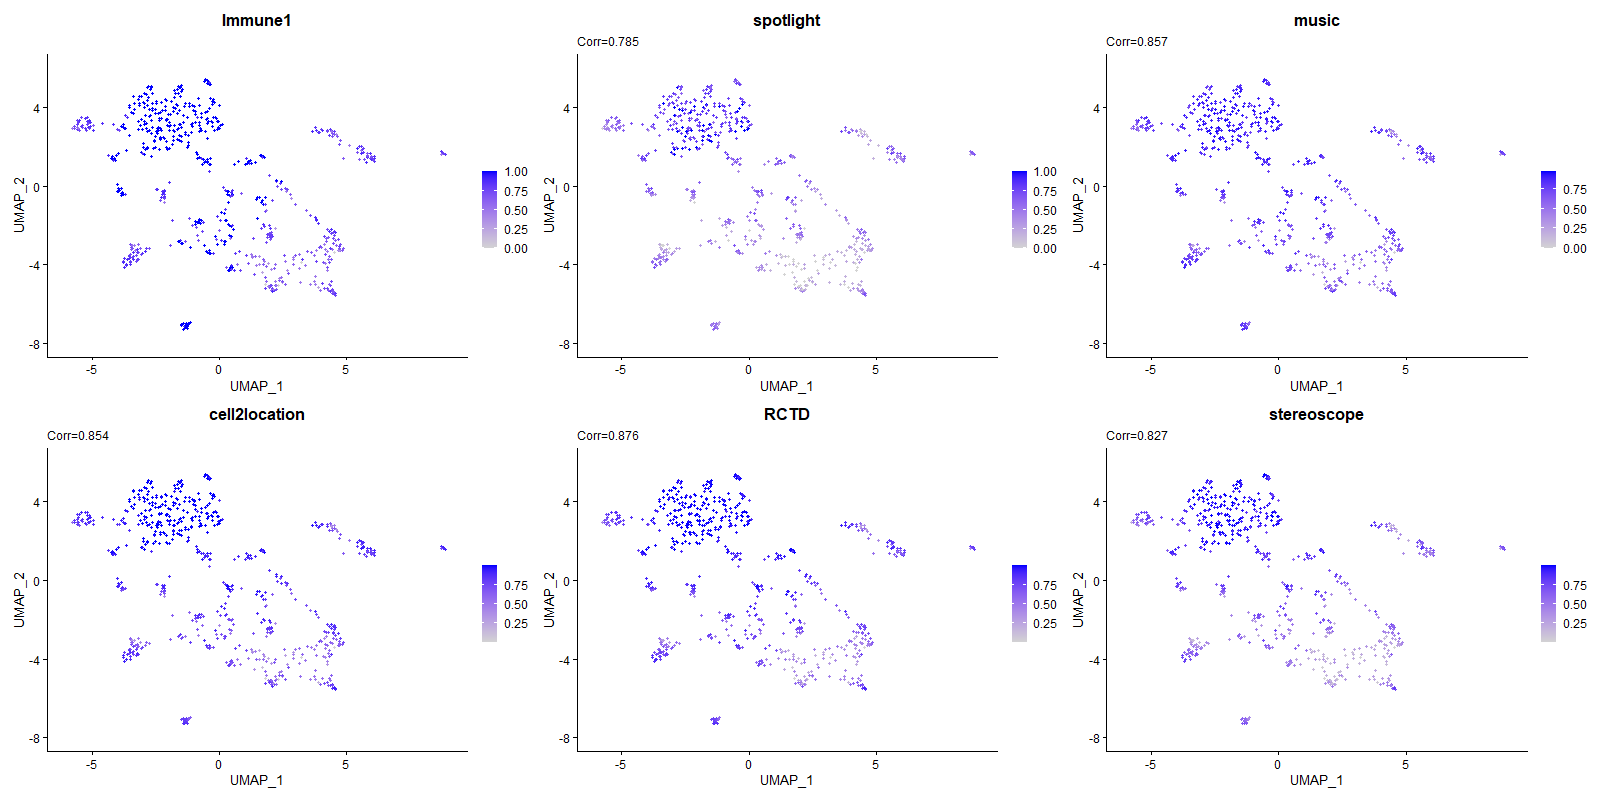 Immune1
4
0
-4
-8
UMAP_2
-5
0
5
UMAP_1
1.00
0.75
0.50
0.25
0.00
spotlight
Corr=0.785
4
0
-4
-8
UMAP_2
-5
0
5
UMAP_1
1.00
0.75
0.50
0.25
0.00
music
Corr=0.857
4
0
-4
-8
UMAP_2
-5
0
5
UMAP_1
0.75
0.50
0.25
0.00
cell2location
Corr=0.854
4
0
-4
-8
UMAP_2
-5
0
5
UMAP_1
0.75
0.50
0.25
RCTD
Corr=0.876
4
0
-4
-8
UMAP_2
-5
0
5
UMAP_1
0.75
0.50
0.25
stereoscope
Corr=0.827
4
0
-4
-8
UMAP_2
-5
0
5
UMAP_1
0.75
0.50
0.25